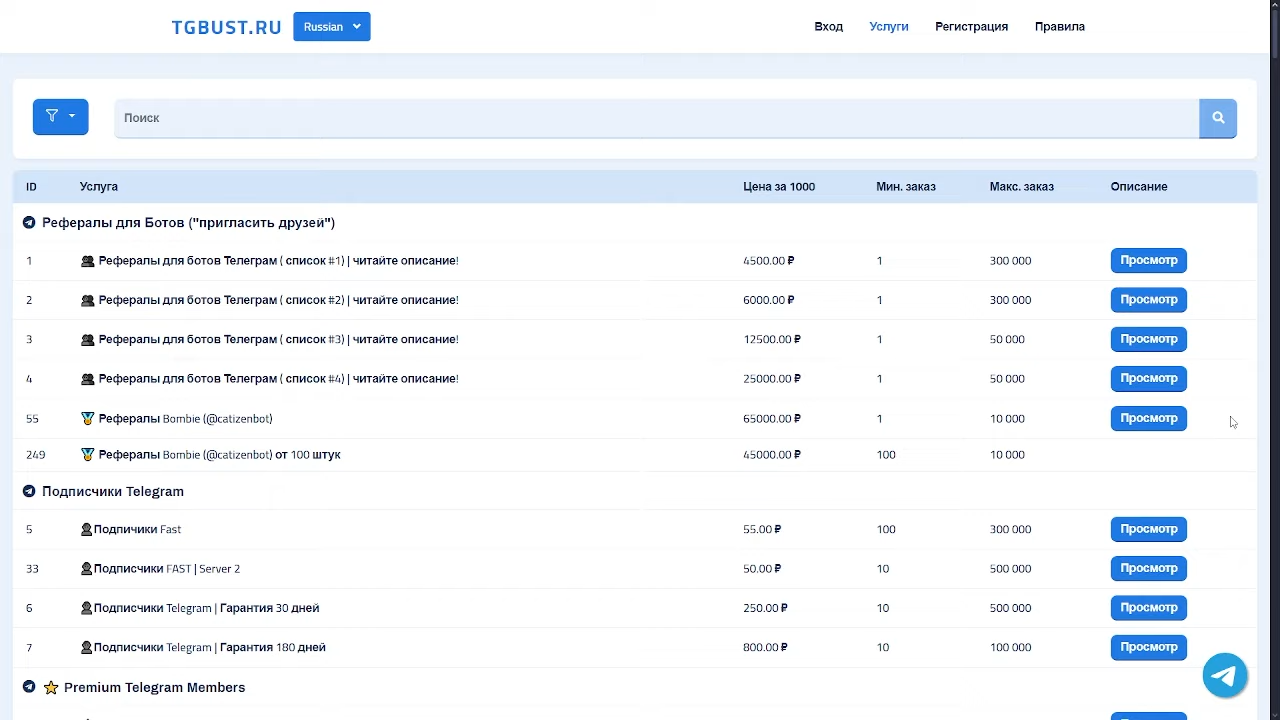 TGBUST.RU Russian Вход Услуги Регистрация Правила
Поиск
ID Услуга Цена за 1000 Мин. заказ Макс. заказ Описание
Рефералы для Ботов ("пригласить друзей")
1 Рефералы для ботов Телеграм ( список #1) | читайте описание! 4500.00 ₽ 1 300 000 Просмотр
2 Рефералы для ботов Телеграм ( список #2) | читайте описание! 6000.00 ₽ 1 300 000 Просмотр
3 Рефералы для ботов Телеграм ( список #3) | читайте описание! 12500.00 ₽ 1 50 000 Просмотр
4 Рефералы для ботов Телеграм ( список #4) | читайте описание! 25000.00 ₽ 1 50 000 Просмотр
55 Рефералы Bombie (@catizenbot) 65000.00 ₽ 1 10 000 Просмотр
249 Рефералы Bombie (@catizenbot) от 100 штук 45000.00 ₽ 100 10 000
Подписчики Telegram
5 Подпичики Fast 55.00 ₽ 100 300 000 Просмотр
33 Подписчики FAST | Server 2 50.00 ₽ 10 500 000 Просмотр
6 Подписчики Telegram | Гарантия 30 дней 250.00 ₽ 10 500 000 Просмотр
7 Подписчики Telegram | Гарантия 180 дней 800.00 ₽ 10 100 000 Просмотр
Premium Telegram Members